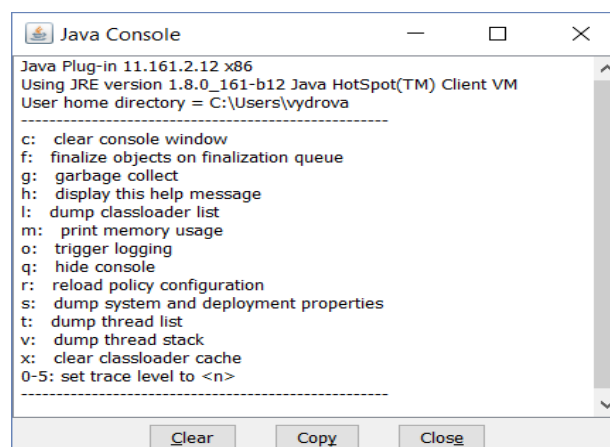 Java Console
Java Plug-in 11.161.2.12 x86
Using JRE version 1.8.0_161-b12 Java HotSpot(TM) Client VM
User home directory = C:\Users\vydrova
----------------------------------------------------
c:   clear console window
f:   finalize objects on finalization queue
g:   garbage collect
h:   display this help message
l:   dump classloader list
m:   print memory usage
o:   trigger logging
q:   hide console
r:   reload policy configuration
s:   dump system and deployment properties
t:   dump thread list
v:   dump thread stack
x:   clear classloader cache
0-5: set trace level to <n>
----------------------------------------------------
Clear Copy Close